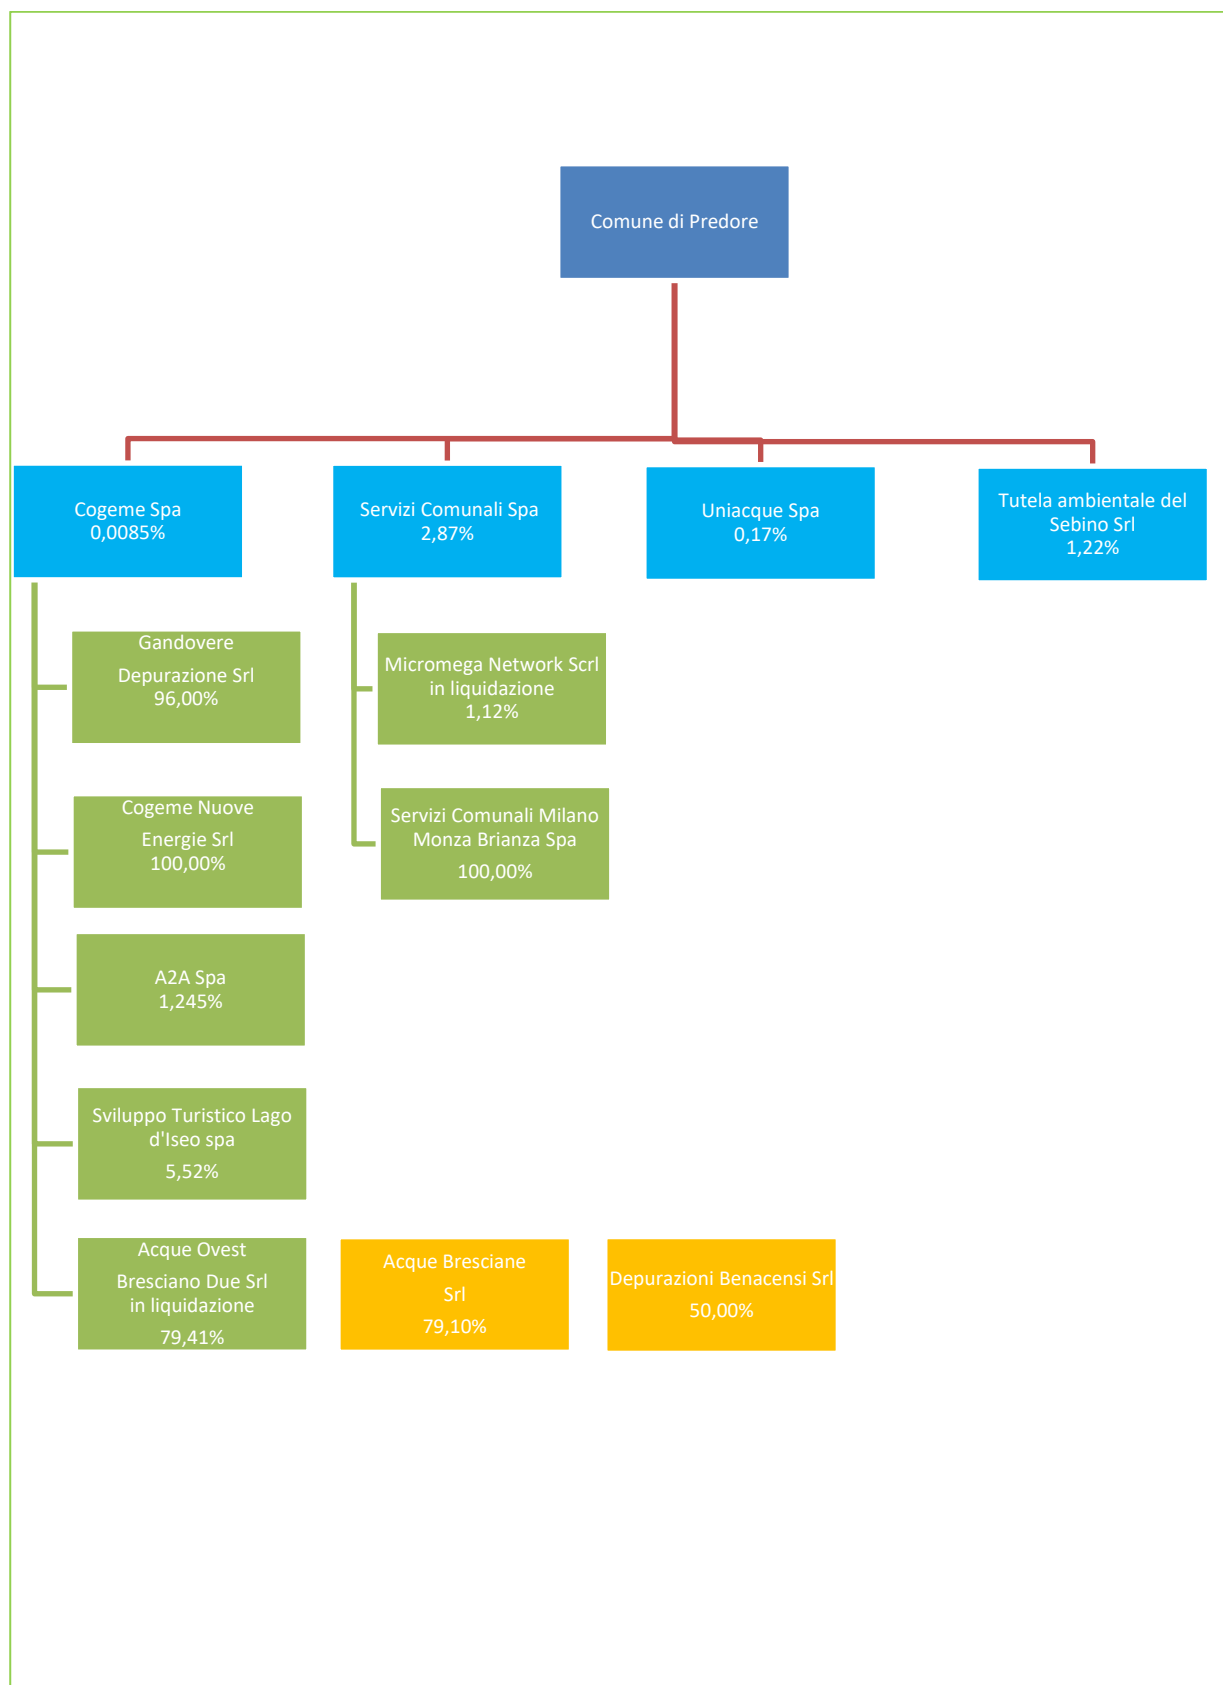 Comune di Predore
Cogeme Spa
0,0085%
Servizi Comunali Spa
2,87%
Uniacque Spa
0,17%
Tutela ambientale del
Sebino Srl
1,22%
Gandovere
Depurazione Srl
96,00%
Micromega Network Scrl
in liquidazione
1,12%
Cogeme Nuove
Energie Srl
100,00%
Servizi Comunali Milano
Monza Brianza Spa
100,00%
A2A Spa
1,245%
Sviluppo Turistico Lago
d'Iseo spa
5,52%
Acque Ovest
Bresciano Due Srl
in liquidazione
79,41%
Acque Bresciane
Srl
79,10%
Depurazioni Benacensi Srl
50,00%